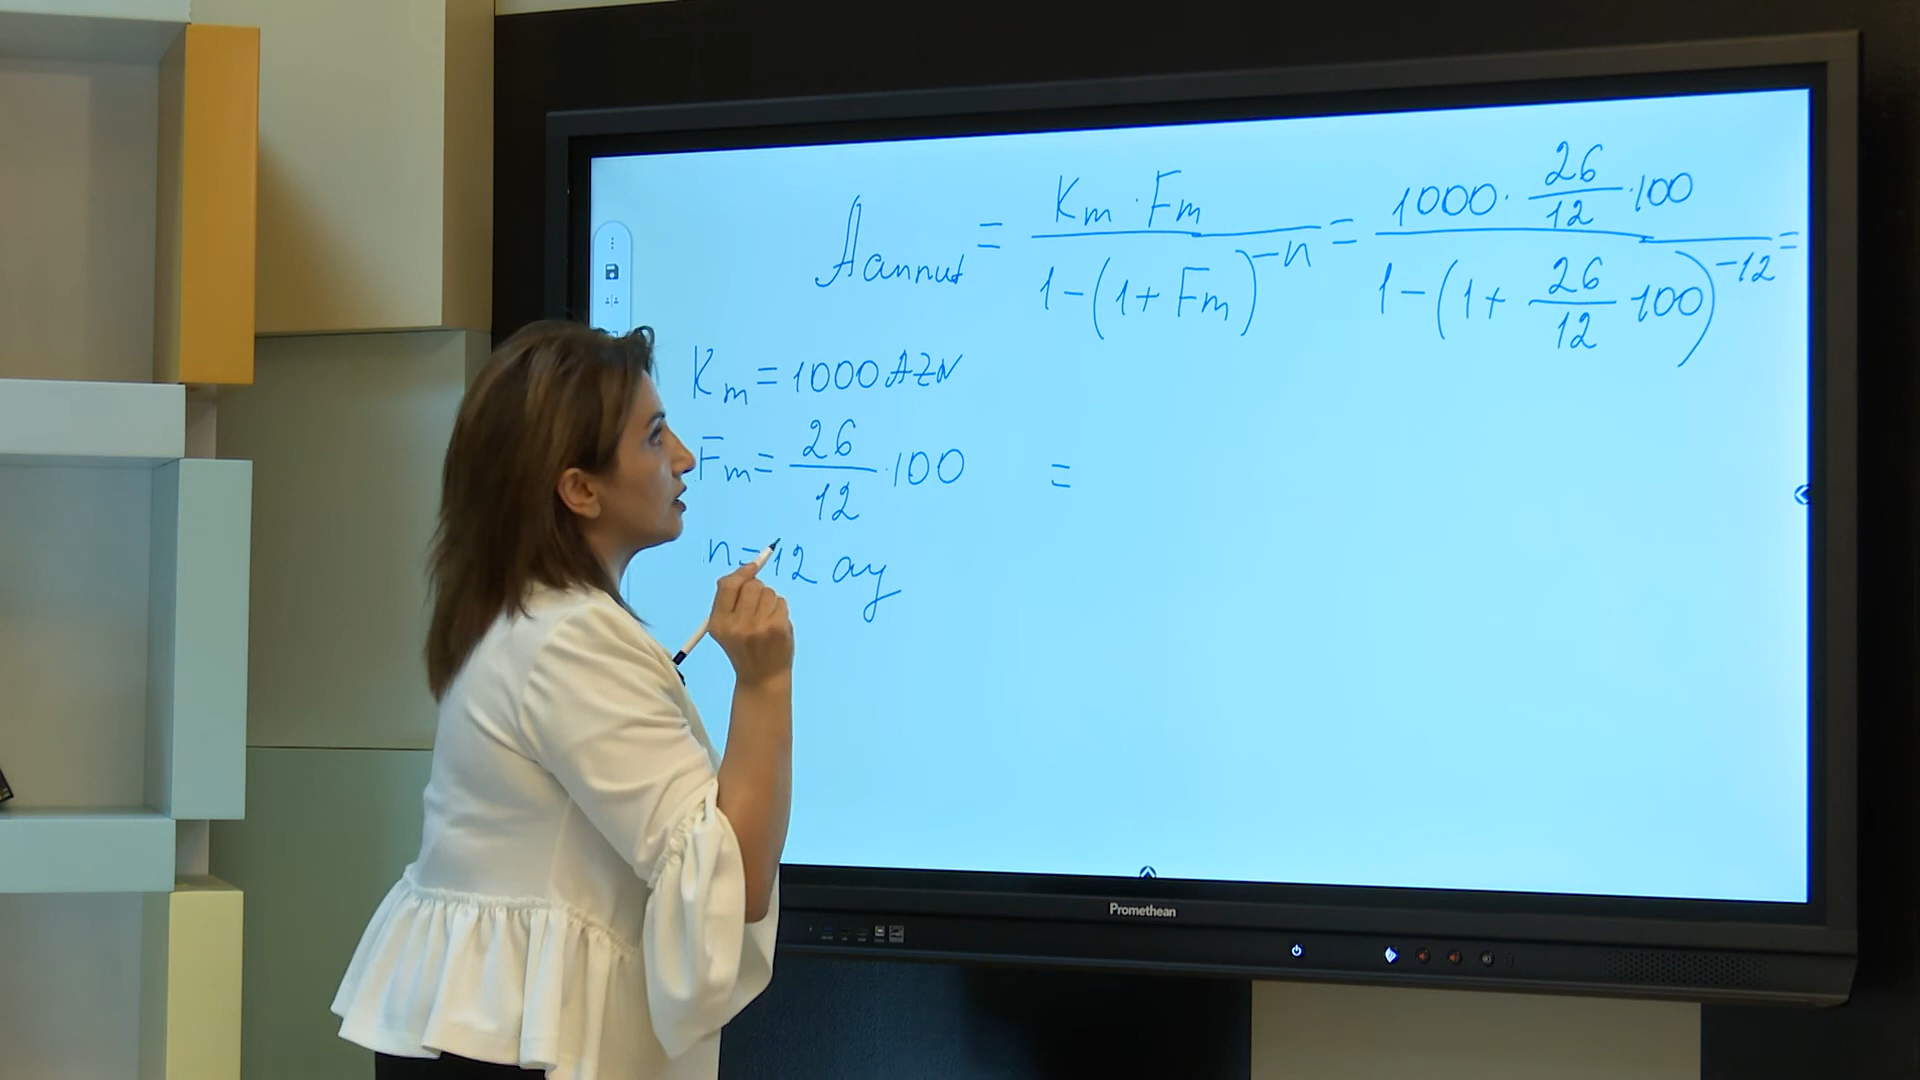 Aannut = Km · Fm / 1-(1+Fm)^-n = 1000 · 26/12 · 100 / 1-(1+ 26/12 · 100)^-12 =
Km = 1000 AZN
Fm = 26/12 · 100 =
n = 12 ay
Promethean